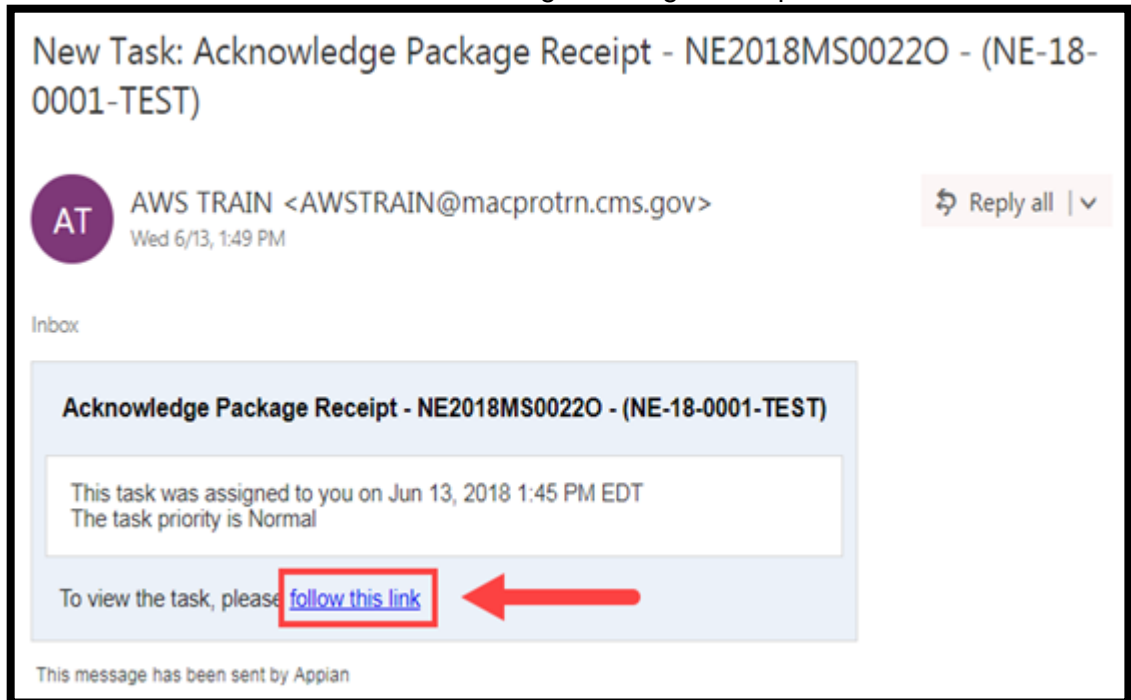 New Task: Acknowledge Package Receipt - NE2018MS0022O - (NE-18-
0001-TEST)
AT
AWS TRAIN <AWSTRAIN@macprotrn.cms.gov>
Reply all
Wed 6/13, 1:49 PM
Inbox
Acknowledge Package Receipt - NE2018MS0022O - (NE-18-0001-TEST)
This task was assigned to you on Jun 13, 2018 1:45 PM EDT
The task priority is Normal
To view the task, please follow this link
This message has been sent by Appian